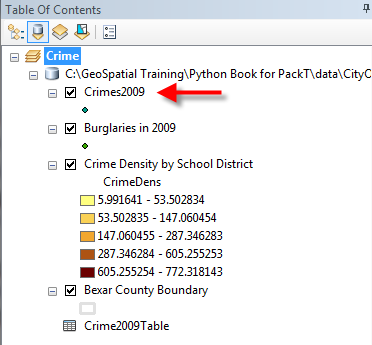 Table Of Contents
Crime
C:\GeoSpatial Training\Python Book for PackT\data\CityC
Crimes2009
Burglaries in 2009
Crime Density by School District
CrimeDens
5.991641 - 53.502834
53.502835 - 147.060454
147.060455 - 287.346283
287.346284 - 605.255253
605.255254 - 772.318143
Bexar County Boundary
Crime2009Table